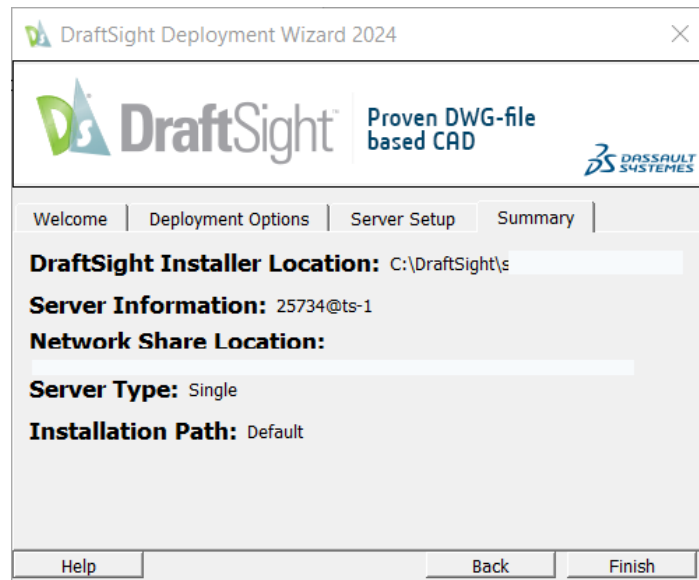 DraftSight Deployment Wizard 2024
DraftSight™ Proven DWG-file
based CAD
DASSAULT
SYSTEMES
Welcome Deployment Options Server Setup Summary
DraftSight Installer Location: C:\DraftSight\s
Server Information: 25734@ts-1
Network Share Location:
Server Type: Single
Installation Path: Default
Help Back Finish